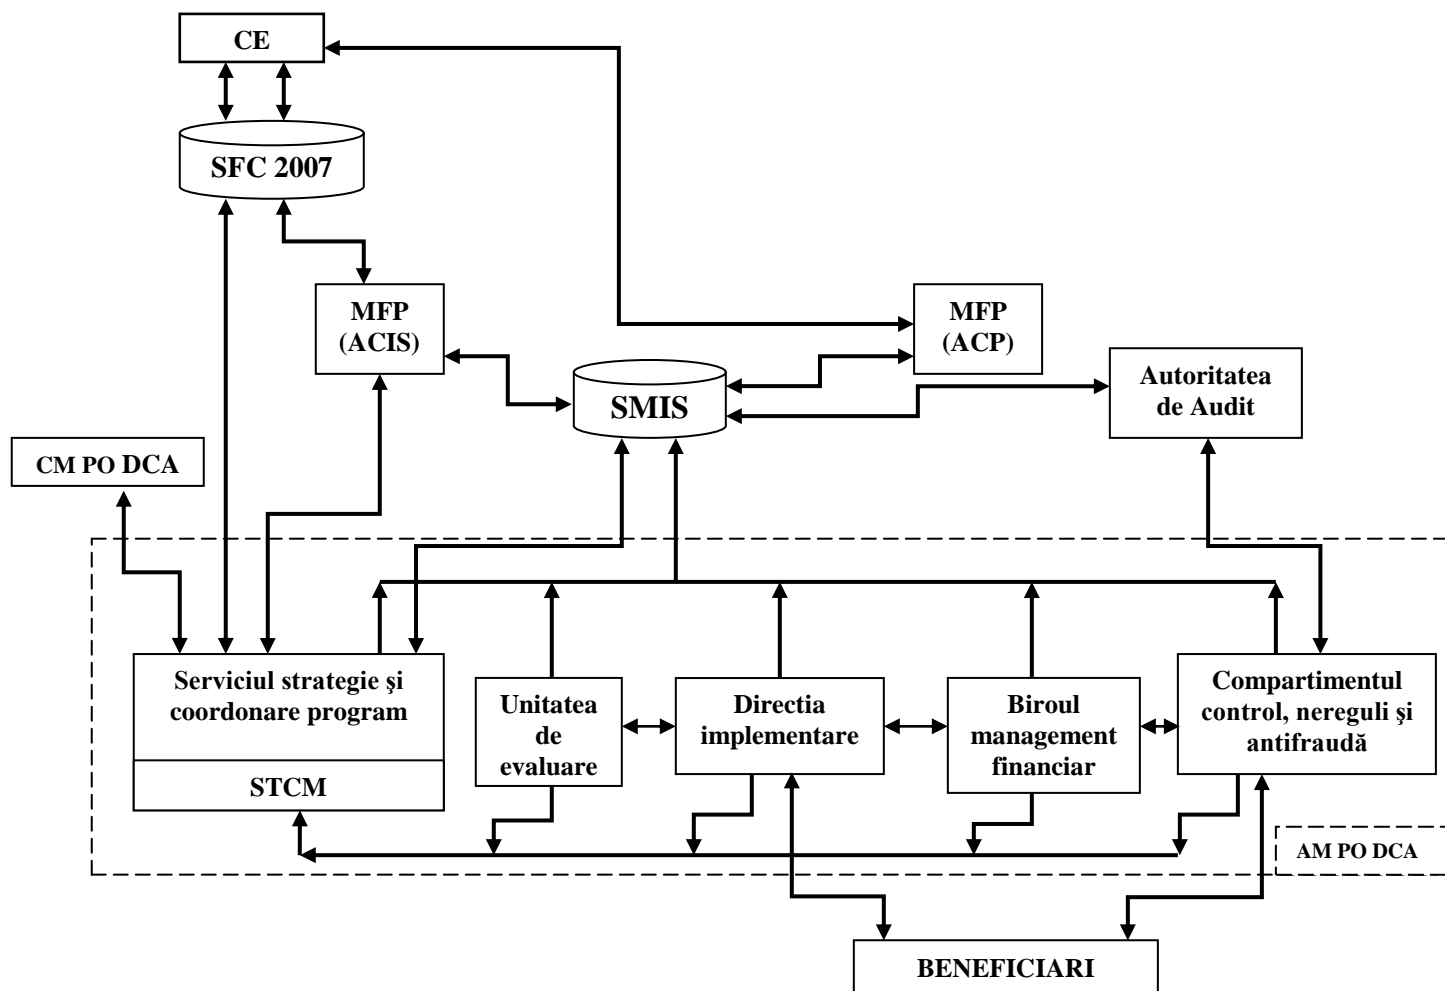 CE
SFC 2007
MFP
(ACIS)
MFP
(ACP)
SMIS
Autoritatea
de Audit
CM PO DCA
Serviciul strategie şi
coordonare program
STCM
Unitatea
de
evaluare
Directia
implementare
Biroul
management
financiar
Compartimentul
control, nereguli şi
antifraudă
AM PO DCA
BENEFICIARI